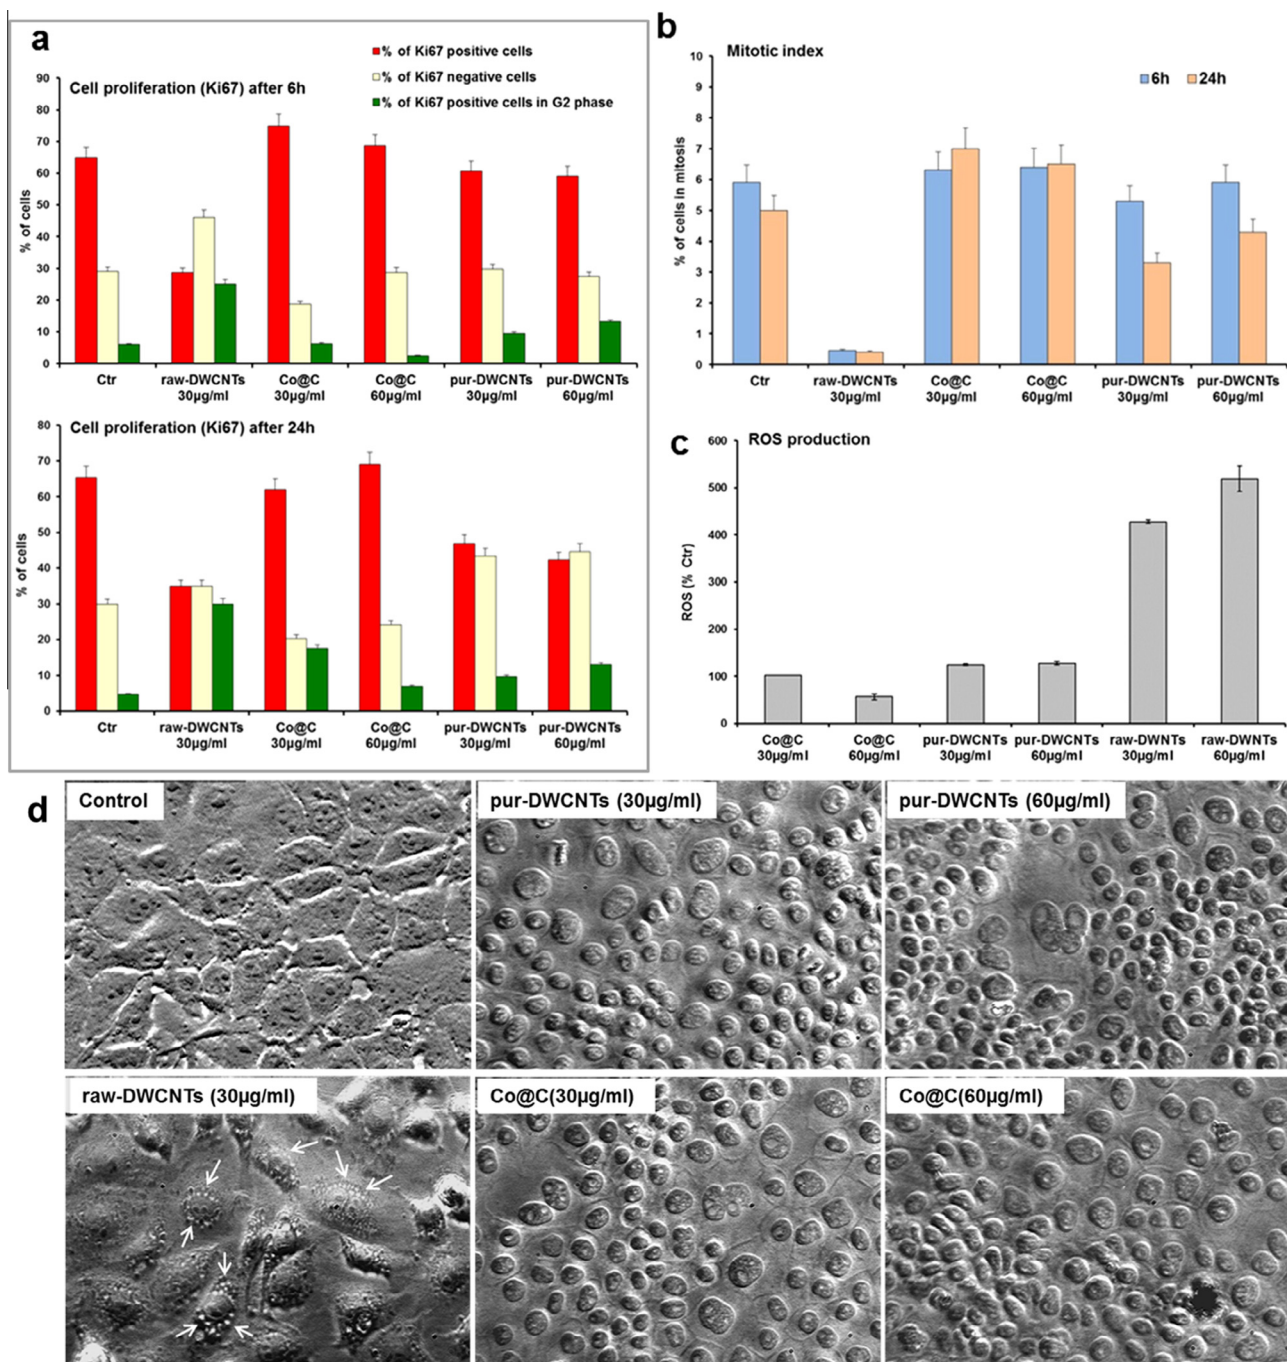 a
% of Ki67 positive cells
% of Ki67 negative cells
% of Ki67 positive cells in G2 phase
Cell proliferation (Ki67) after 6h
% of cells
90
80
70
60
50
40
30
20
10
0
Ctr
raw-DWCNTs
30µg/ml
Co@C
30µg/ml
Co@C
60µg/ml
pur-DWCNTs
30µg/ml
pur-DWCNTs
60µg/ml
Cell proliferation (Ki67) after 24h
% of cells
80
70
60
50
40
30
20
10
0
Ctr
raw-DWCNTs
30µg/ml
Co@C
30µg/ml
Co@C
60µg/ml
pur-DWCNTs
30µg/ml
pur-DWCNTs
60µg/ml
b
Mitotic index
6h
24h
% of cells in mitosis
10
9
8
7
6
5
4
3
2
1
0
Ctr
raw-DWCNTs
30µg/ml
Co@C
30µg/ml
Co@C
60µg/ml
pur-DWCNTs
30µg/ml
pur-DWCNTs
60µg/ml
c
ROS production
ROS (% Ctr)
600
500
400
300
200
100
0
Co@C
30µg/ml
Co@C
60µg/ml
pur-DWCNTs
30µg/ml
pur-DWCNTs
60µg/ml
raw-DWNTs
30µg/ml
raw-DWNTs
60µg/ml
d
Control
pur-DWCNTs (30µg/ml)
pur-DWCNTs (60µg/ml)
raw-DWCNTs (30µg/ml)
Co@C(30µg/ml)
Co@C(60µg/ml)